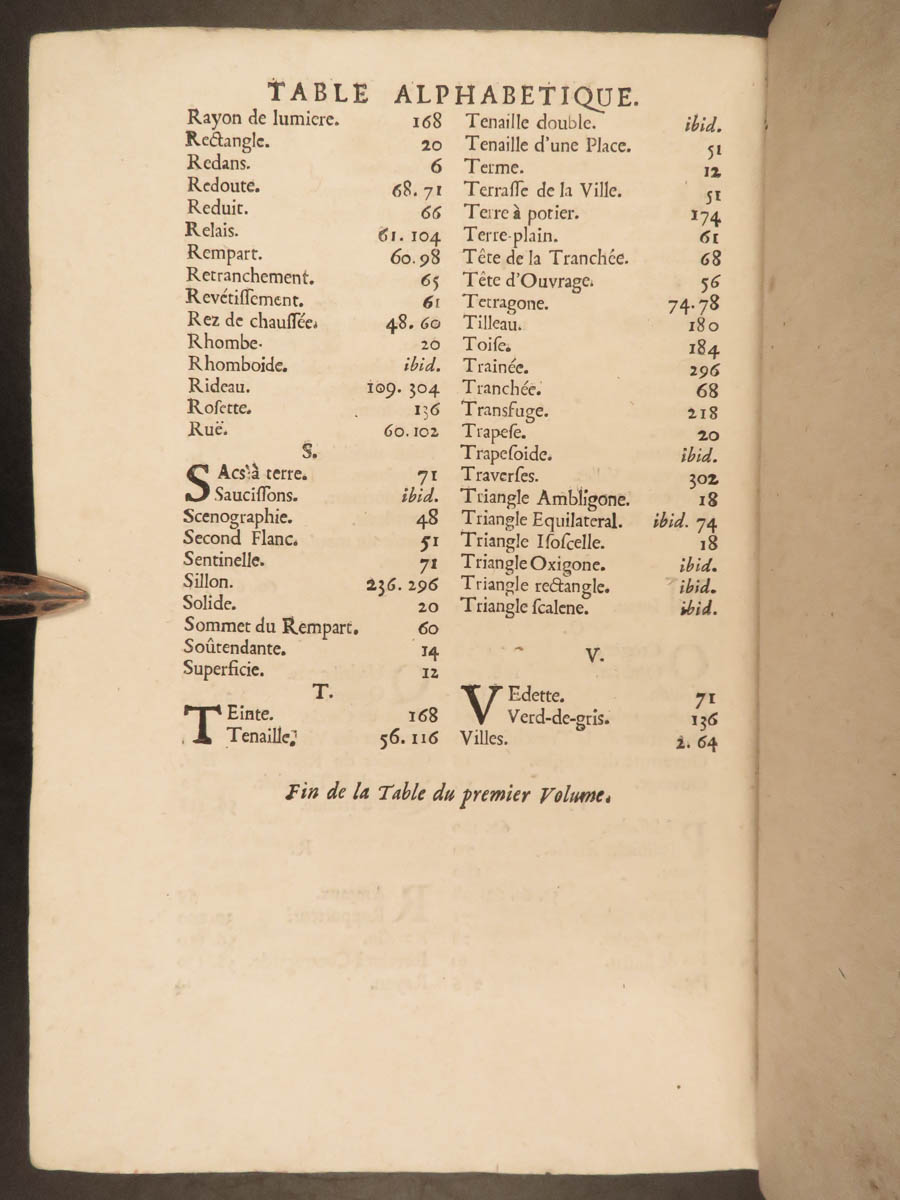 TABLE ALPHABETIQUE.
Rayon de lumiere. 168
Rectangle. 20
Redans. 6
Redoute. 68. 71
Reduit. 66
Relais. 61. 104
Rempart. 60. 98
Retranchement. 65
Revétiſſement. 61
Rez de chauſſée. 48. 60
Rhombe. 20
Rhomboide. ibid.
Rideau. 109. 304
Roſette. 136
Ruë. 60. 102
S.
SAcs à terre. 71
Sauciſſons. ibid.
Scenographie. 48
Second Flanc. 51
Sentinelle. 71
Sillon. 236. 296
Solide. 20
Sommet du Rempart. 60
Soûtendante. 14
Superficie. 12
T.
TEinte. 168
Tenaille. 56. 116
Tenaille double. ibid.
Tenaille d'une Place. 51
Terme. 12
Terraſſe de la Ville. 51
Terre à potier. 174
Terre-plain. 61
Tête de la Tranchée. 68
Tête d'Ouvrage. 56
Tetragone. 74. 78
Tilleau. 180
Toiſe. 184
Trainée. 296
Tranchée. 68
Transfuge. 218
Trapeſe. 20
Trapeſoide. ibid.
Traverſes. 302
Triangle Ambligone. 18
Triangle Equilateral. ibid. 74
Triangle Iſoſcelle. 18
Triangle Oxigone. ibid.
Triangle rectangle. ibid.
Triangle ſcalene. ibid.
V.
VEdette. 71
Verd-de-gris. 136
Villes. 2. 64
Fin de la Table du premier Volume.